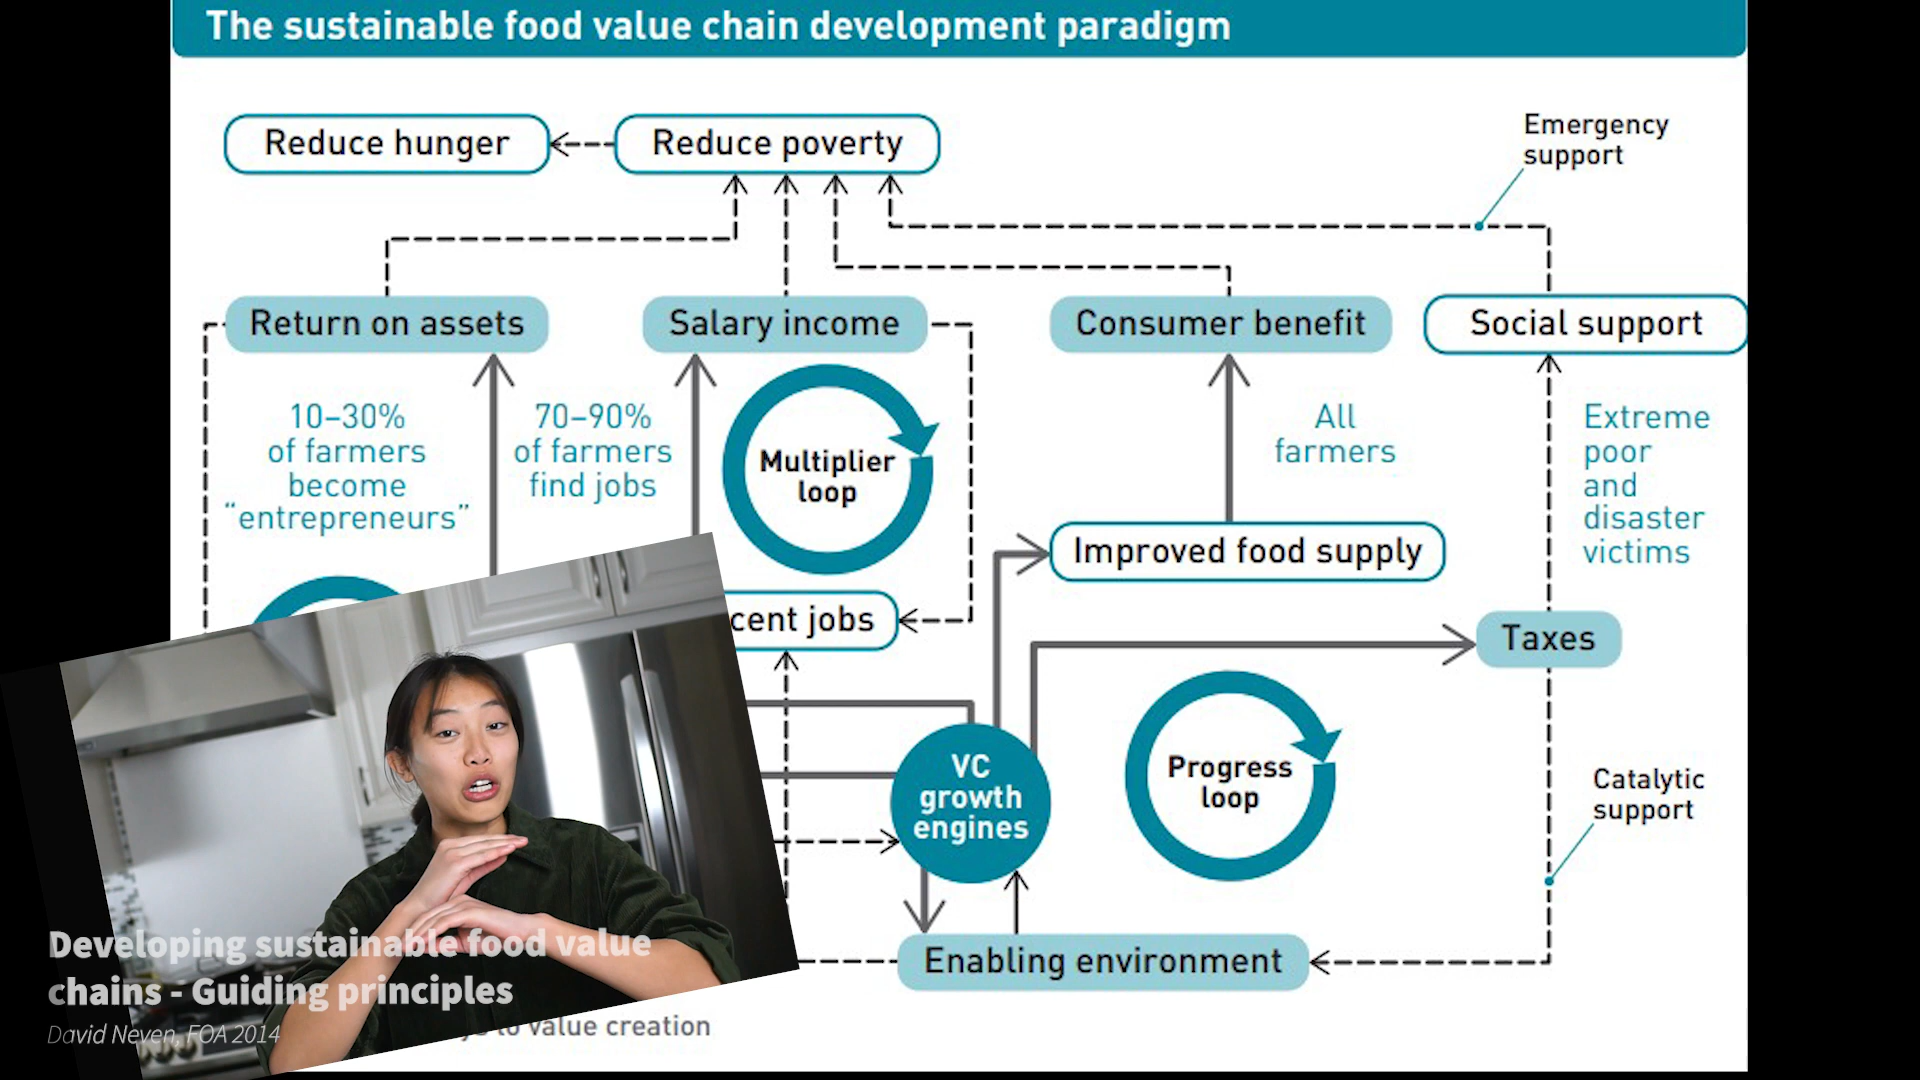 The sustainable food value chain development paradigm
Reduce hunger
Reduce poverty
Emergency
support
Return on assets
Salary income
Consumer benefit
Social support
10–30%
of farmers
become
“entrepreneurs”
70–90%
of farmers
find jobs
Multiplier
loop
All
farmers
Extreme
poor
and
disaster
victims
Improved food supply
cent jobs
Taxes
VC
growth
engines
Progress
loop
Catalytic
support
Enabling environment
to value creation
Developing sustainable food value
chains - Guiding principles
David Neven, FOA 2014